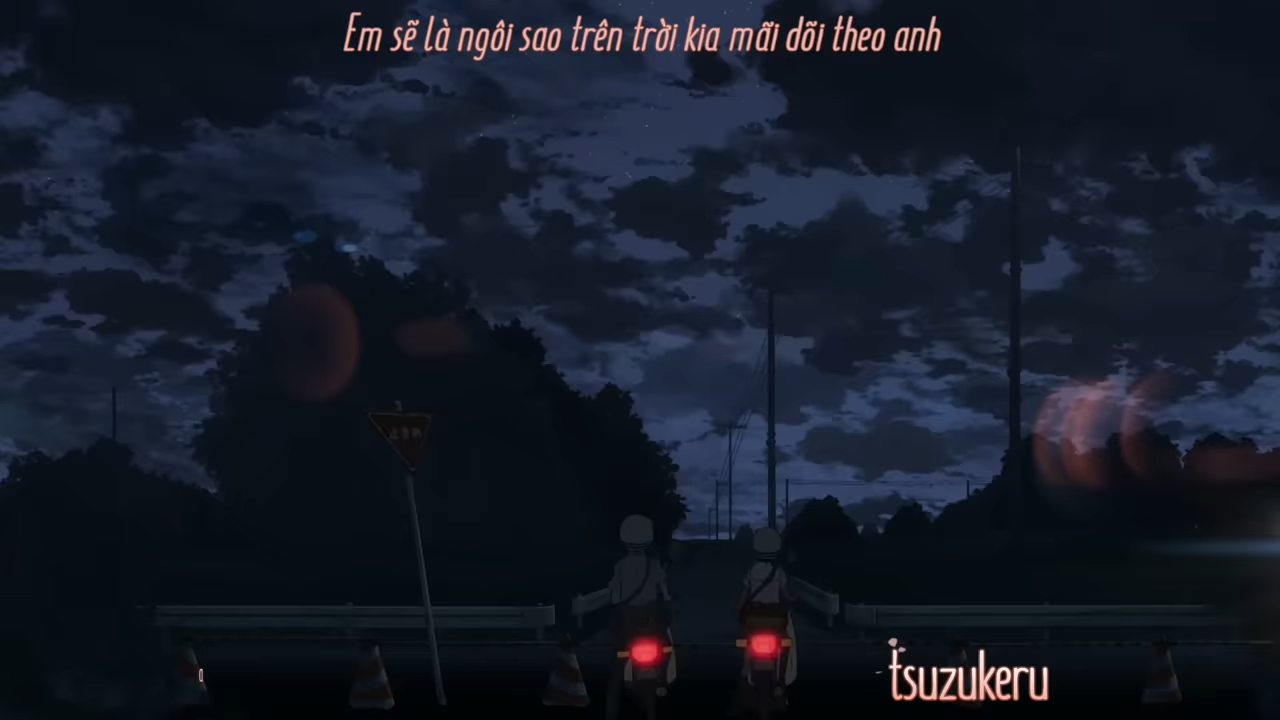 Em sẽ là ngôi sao trên trời kia mãi dõi theo anh
tsuzukeru